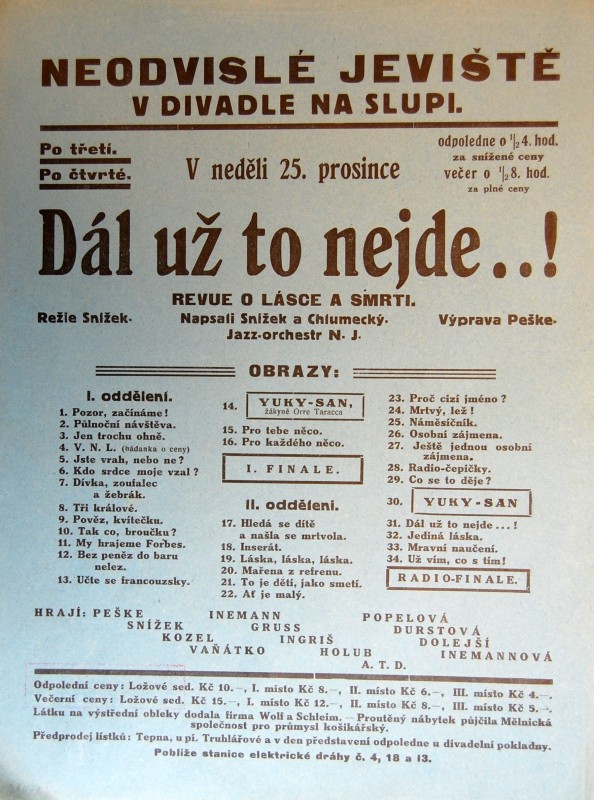 NEODVISLÉ JEVIŠTĚ
V DIVADLE NA SLUPI.
Po třetí.
Po čtvrté.
V neděli 25. prosince
odpoledne o 1/2 4. hod.
za snížené ceny
večer o 1/2 8. hod.
za plné ceny
Dál už to nejde..!
REVUE O LÁSCE A SMRTI.
Režie Snížek.
Napsali Snížek a Chlumecký.
Výprava Peške.
Jazz-orchestr N. J.
OBRAZY:
I. oddělení.
1. Pozor, začínáme!
2. Půlnoční návštěva.
3. Jen trochu ohně.
4. V. N. L. (hádanka o ceny)
5. Jste vrah, nebo ne?
6. Kdo srdce moje vzal?
7. Dívka, zoufalec
a žebrák.
8. Tři králové.
9. Pověz, kvítečku.
10. Tak co, broučku?
11. My hrajeme Forbes.
12. Bez peněz do baru
nelez.
13. Učte se francouzsky.
14. YUKY-SAN,
žákyně Orre Taracca
15. Pro tebe něco.
16. Pro každého něco.
I. FINALE.
II. oddělení.
17. Hledá se dítě
a našla se mrtvola.
18. Inserát.
19. Láska, láska, láska.
20. Mařena z refrenu.
21. To je děti, jako smetí.
22. Ať je malý.
23. Proč cizí jméno?
24. Mrtvý, lež!
25. Náměsíčník.
26. Osobní zájmena.
27. Ještě jednou osobní
zájmena.
28. Radio-čepičky.
29. Co se to děje?
30. YUKY-SAN
31. Dál už to nejde...!
32. Jediná láska.
33. Mravní naučení.
34. Už vím, co s tím!
RADIO-FINALE.
HRAJÍ: PEŠKE INEMANN POPELOVÁ
SNÍŽEK GRUSS DURSTOVÁ
KOZEL INGRIŠ DOLEJŠÍ
VAŇÁTKO HOLUB INEMANNOVÁ
A. T. D.
Odpolední ceny: Ložové sed. Kč 10.–, I. místo Kč 8.–, II. místo Kč 6.–, III. místo Kč 4.–.
Večerní ceny: Ložové sed. Kč 15.–, I. místo Kč 12.–, II. místo Kč 8.–, III. místo Kč 5.–.
Látku na výstřední obleky dodala firma Wolf a Schleim. — Proutěný nábytek půjčila Mělnická
společnost pro průmysl košíkářský.
Předprodej lístků: Tepna, u pí. Truhlářové a v den představení odpoledne u divadelní pokladny.
Poblíže stanice elektrické dráhy č. 4, 18 a 13.